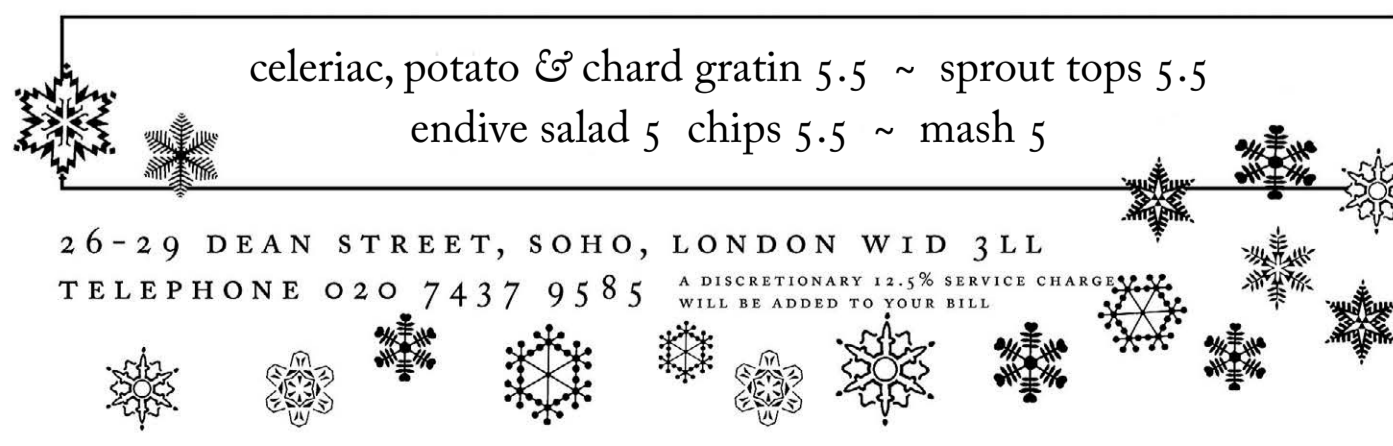 celeriac, potato & chard gratin 5.5 ~ sprout tops 5.5
endive salad 5 chips 5.5 ~ mash 5
26-29 DEAN STREET, SOHO, LONDON W1D 3LL
TELEPHONE 020 7437 9585
A DISCRETIONARY 12.5% SERVICE CHARGE
WILL BE ADDED TO YOUR BILL